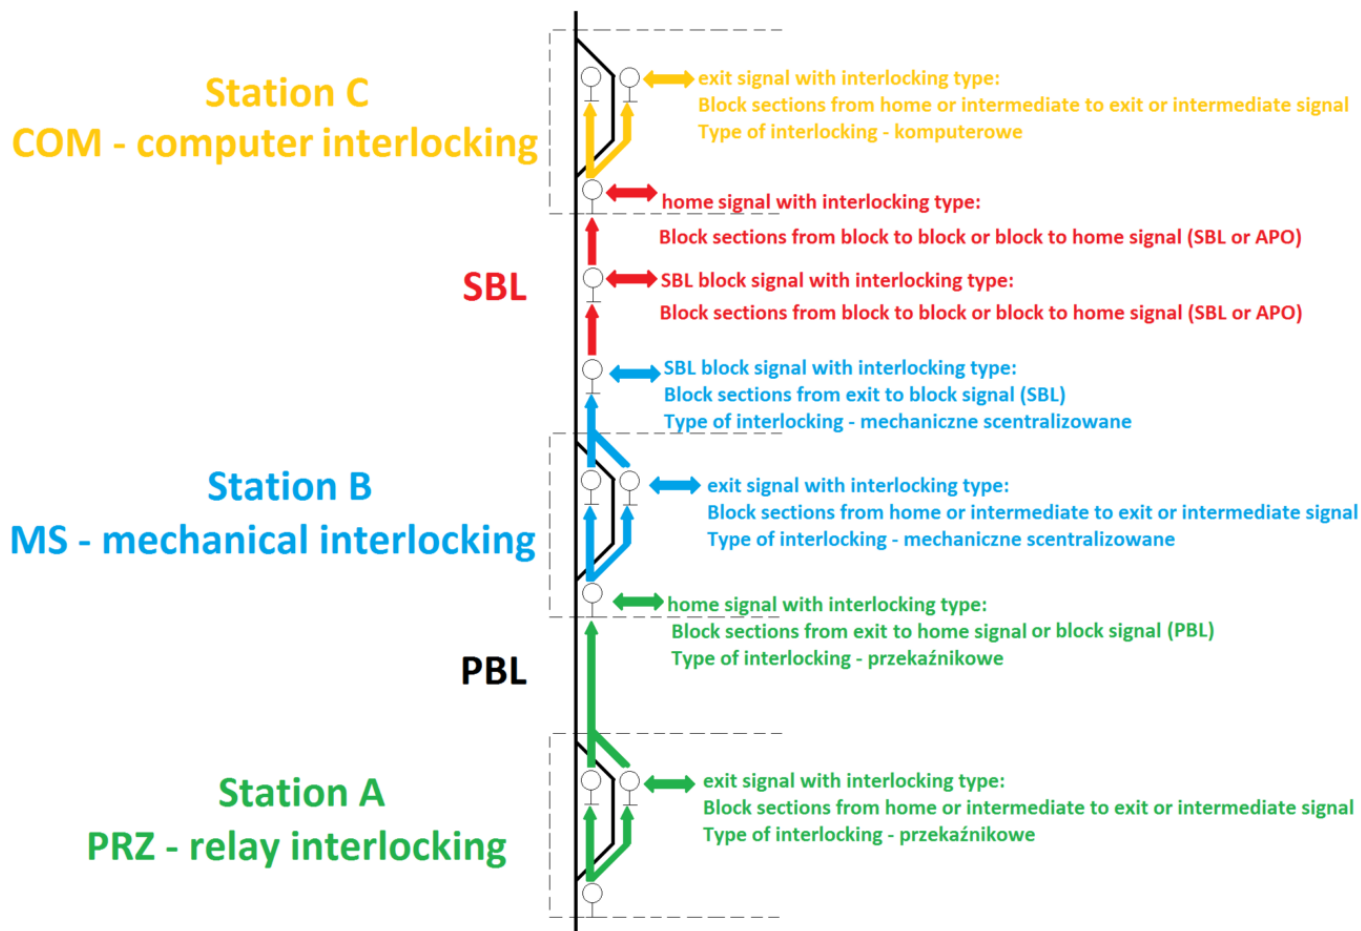 Station C
COM - computer interlocking
exit signal with interlocking type:
Block sections from home or intermediate to exit or intermediate signal
Type of interlocking - komputerowe
home signal with interlocking type:
Block sections from block to block or block to home signal (SBL or APO)
SBL
SBL block signal with interlocking type:
Block sections from block to block or block to home signal (SBL or APO)
SBL block signal with interlocking type:
Block sections from exit to block signal (SBL)
Type of interlocking - mechaniczne scentralizowane
Station B
MS - mechanical interlocking
exit signal with interlocking type:
Block sections from home or intermediate to exit or intermediate signal
Type of interlocking - mechaniczne scentralizowane
home signal with interlocking type:
Block sections from exit to home signal or block signal (PBL)
Type of interlocking - przekaźnikowe
PBL
Station A
PRZ - relay interlocking
exit signal with interlocking type:
Block sections from home or intermediate to exit or intermediate signal
Type of interlocking - przekaźnikowe